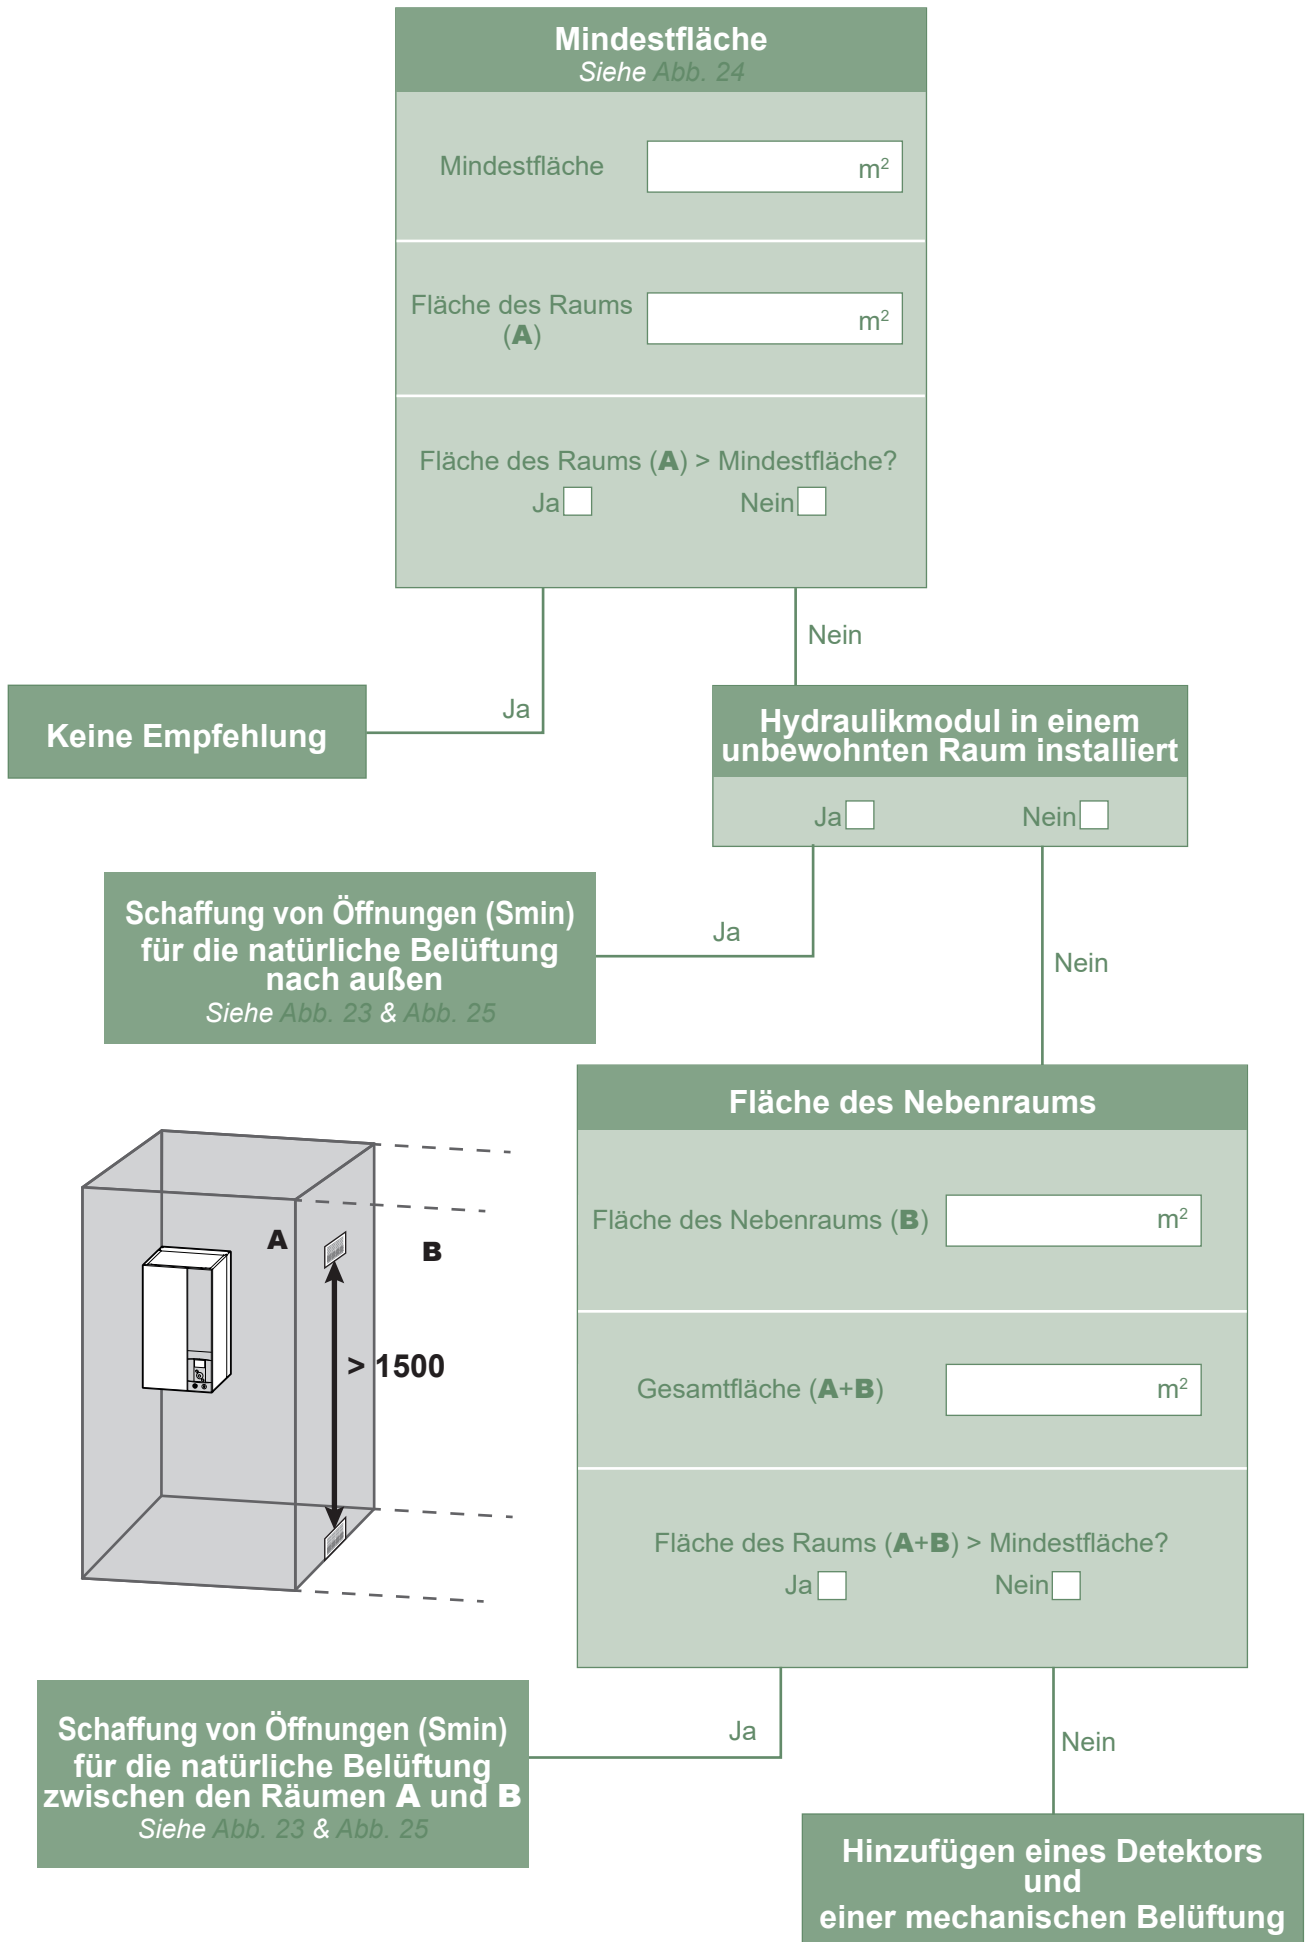 Mindestfläche
Siehe Abb. 24
Mindestfläche
m²
Fläche des Raums
(A)
m²
Fläche des Raums (A) > Mindestfläche?
Ja
Nein
Nein
Ja
Keine Empfehlung
Hydraulikmodul in einem
unbewohnten Raum installiert
Ja
Nein
Schaffung von Öffnungen (Smin)
für die natürliche Belüftung
nach außen
Siehe Abb. 23 & Abb. 25
Ja
Nein
Fläche des Nebenraums
Fläche des Nebenraums (B)
m²
A
B
> 1500
Gesamtfläche (A+B)
m²
Fläche des Raums (A+B) > Mindestfläche?
Ja
Nein
Schaffung von Öffnungen (Smin)
für die natürliche Belüftung
zwischen den Räumen A und B
Siehe Abb. 23 & Abb. 25
Ja
Nein
Hinzufügen eines Detektors
und
einer mechanischen Belüftung